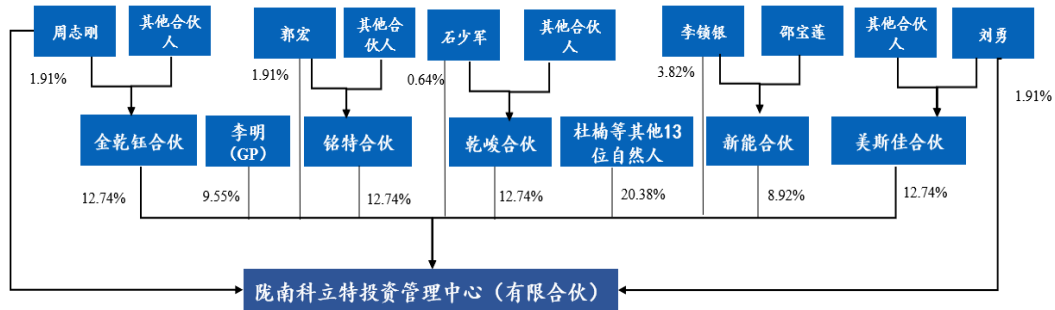 周志刚
其他合伙
人
郭宏
其他合
伙人
石少军
其他合伙
人
李锁银
邵宝莲
其他合伙
人
刘勇
1.91%
1.91%
0.64%
3.82%
1.91%
金乾钰合伙
李明
（GP）
铭特合伙
乾峻合伙
杜楠等其他13
位自然人
新能合伙
美斯佳合伙
12.74%
9.55%
12.74%
12.74%
20.38%
8.92%
12.74%
陇南科立特投资管理中心（有限合伙）